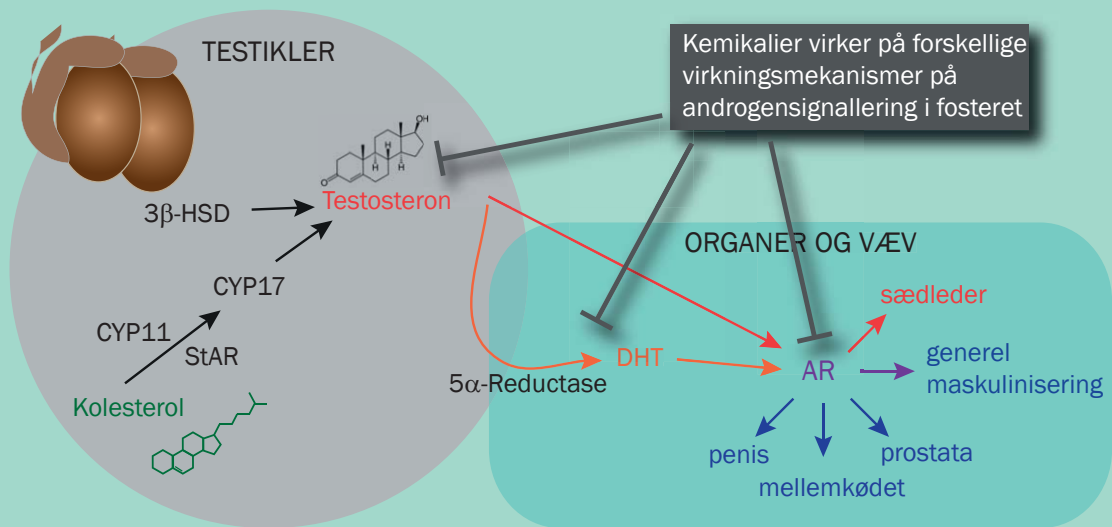 TESTIKLER
Kemikalier virker på forskellige
virkningsmekanismer på
androgensignallering i fosteret
OH
H
H
H
O
Testosteron
3β-HSD
CYP17
CYP11
StAR
Kolesterol
ORGANER OG VÆV
sædleder
DHT
AR
generel
maskulinisering
5α-Reductase
penis
prostata
mellemkødet